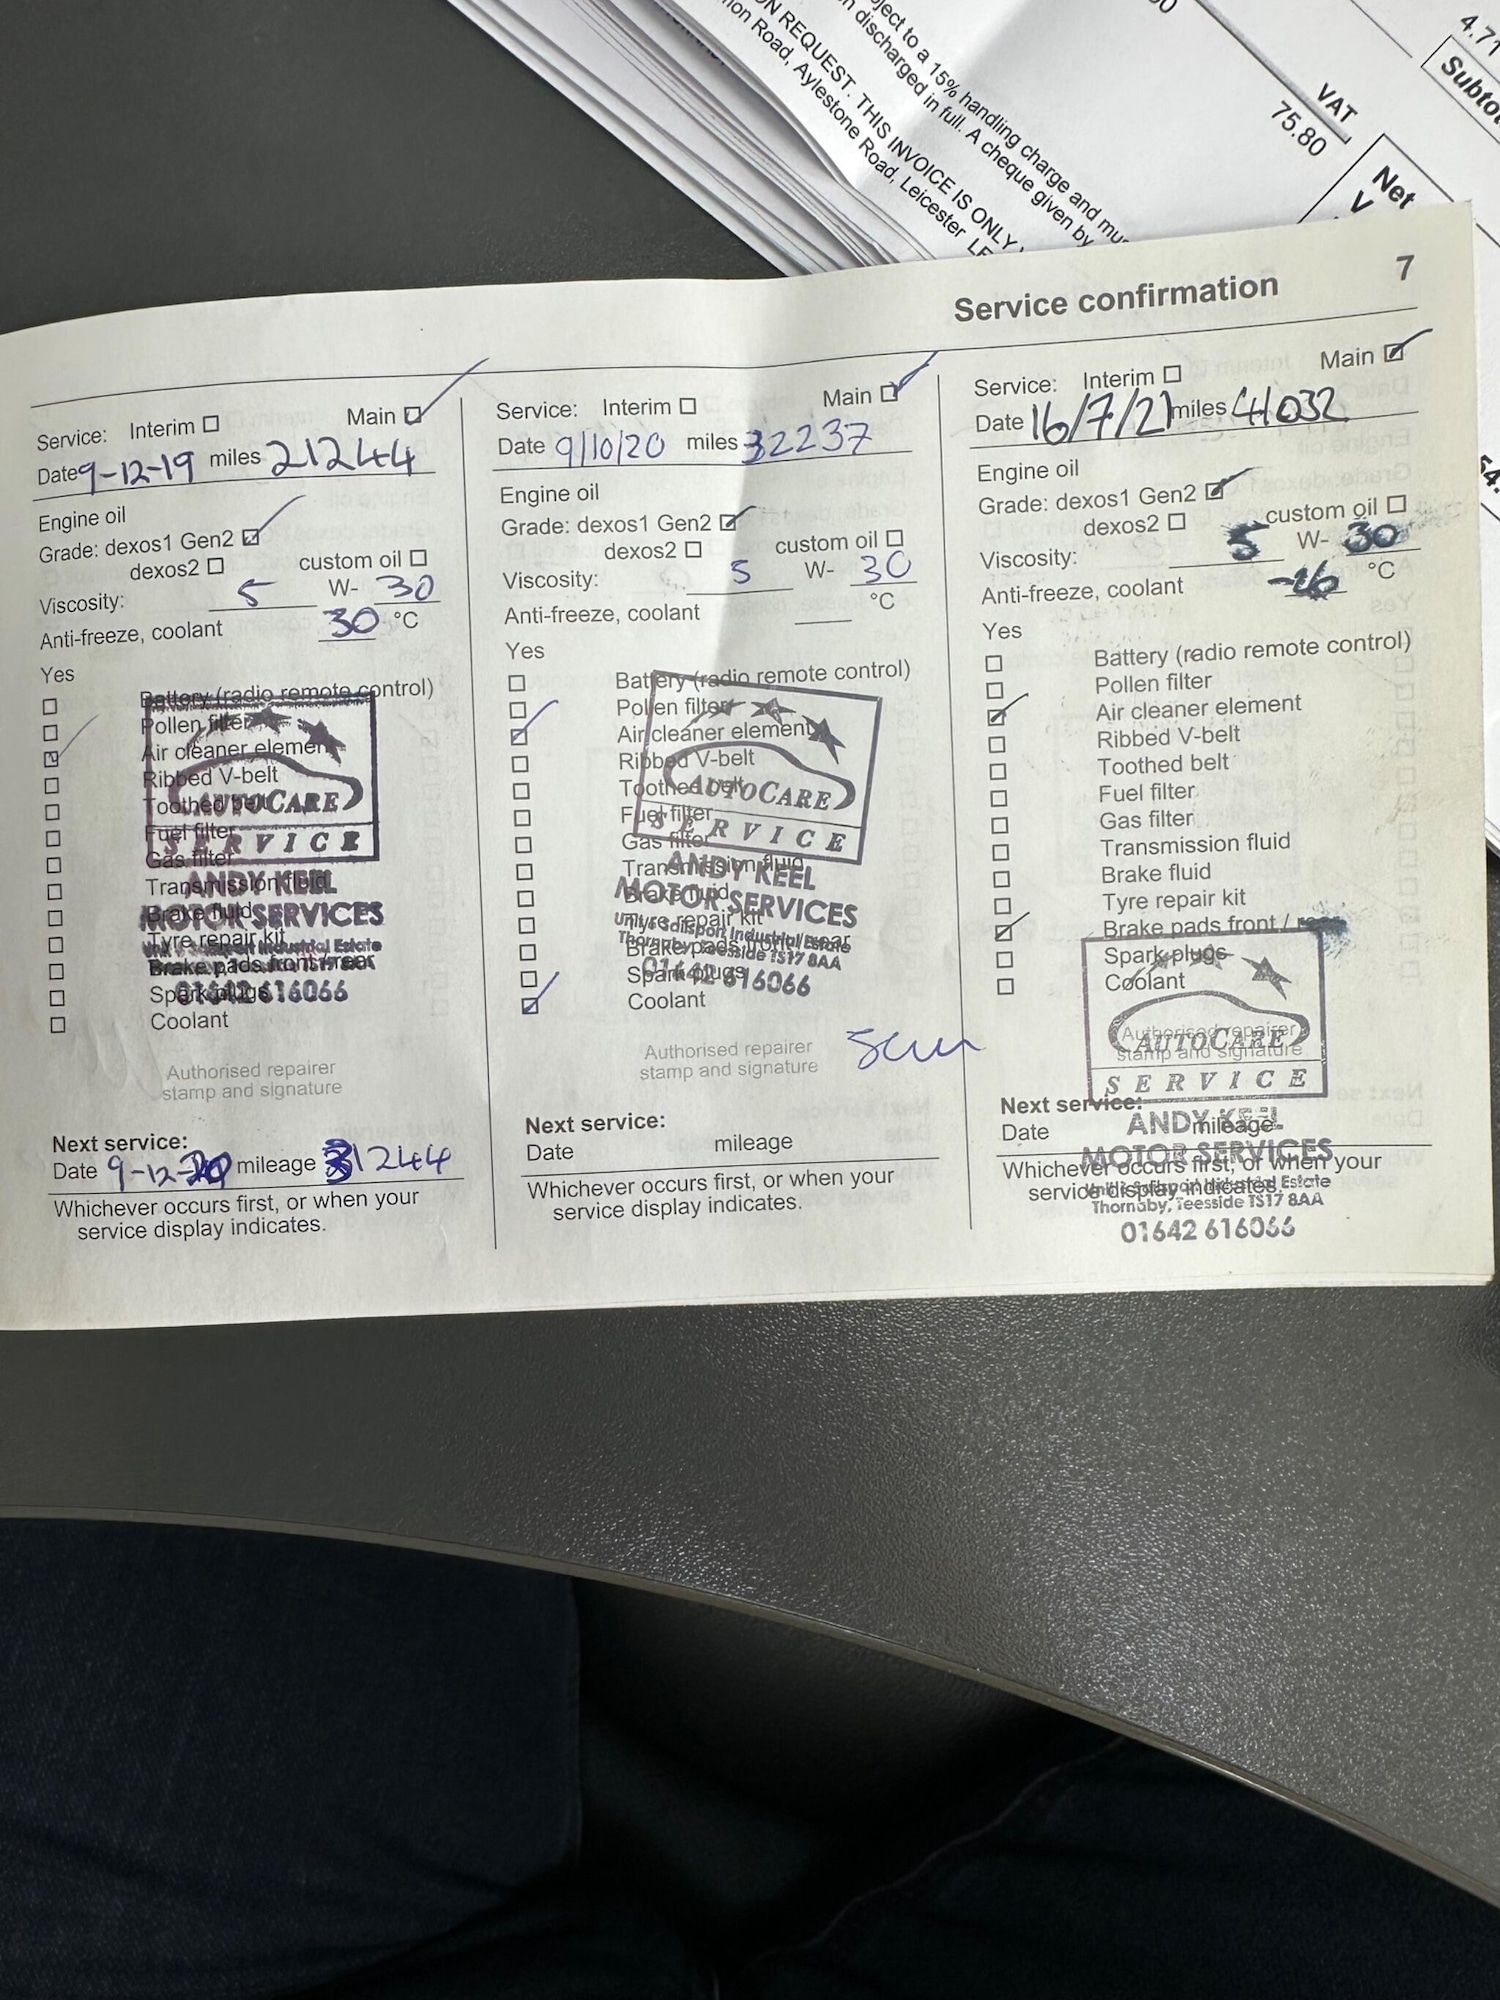 4.71
Subto
VAT
75.80
Net
V
ject to a 15% handling charge and mu
discharged in full. A cheque given by
ON REQUEST. THIS INVOICE IS ONLY
Road, Aylestone Road, Leicester LE
Service confirmation 7
Service: Interim Main
Date 9-12-19 miles 21244
Engine oil
Grade: dexos1 Gen2
dexos2 custom oil
Viscosity: 5 W- 30
Anti-freeze, coolant 30 °C
Yes
Battery (radio remote control)
Pollen filter
Air cleaner element
Ribbed V-belt
Toothed belt
Fuel filter
Gas filter
Transmission fluid
Brake fluid
Tyre repair kit
Brake pads front / rear
Spark plugs
Coolant
AUTOCARE
SERVICE
ANDY KEEL
MOTOR SERVICES
Industrial Estate
TS17 8AA
01642 616066
Authorised repairer
stamp and signature
Next service:
Date 9-12-20 mileage 31244
Whichever occurs first, or when your
service display indicates.
Service: Interim Main
Date 9/10/20 miles 32237
Engine oil
Grade: dexos1 Gen2
dexos2 custom oil
Viscosity: 5 W- 30
Anti-freeze, coolant °C
Yes
Battery (radio remote control)
Pollen filter
Air cleaner element
Ribbed V-belt
Toothed belt
Fuel filter
Gas filter
Transmission fluid
Brake fluid
Tyre repair kit
Brake pads front / rear
Spark plugs
Coolant
AUTOCARE
SERVICE
ANDY KEEL
MOTOR SERVICES
Industrial Estate
Thornaby, Teesside TS17 8AA
01642 616066
Authorised repairer
stamp and signature
Next service:
Date mileage
Whichever occurs first, or when your
service display indicates.
Service: Interim Main
Date 16/7/21 miles 41032
Engine oil
Grade: dexos1 Gen2
dexos2 custom oil
Viscosity: 5 W- 30
Anti-freeze, coolant -16 °C
Yes
Battery (radio remote control)
Pollen filter
Air cleaner element
Ribbed V-belt
Toothed belt
Fuel filter
Gas filter
Transmission fluid
Brake fluid
Tyre repair kit
Brake pads front /
Spark plugs
Coolant
Authorised repairer
stamp and signature
AUTOCARE
SERVICE
ANDY KEEL
MOTOR SERVICES
Industrial Estate
Thornaby, Teesside TS17 8AA
01642 616066
Next service:
Date mileage
Whichever occurs first, or when your
service display indicates.